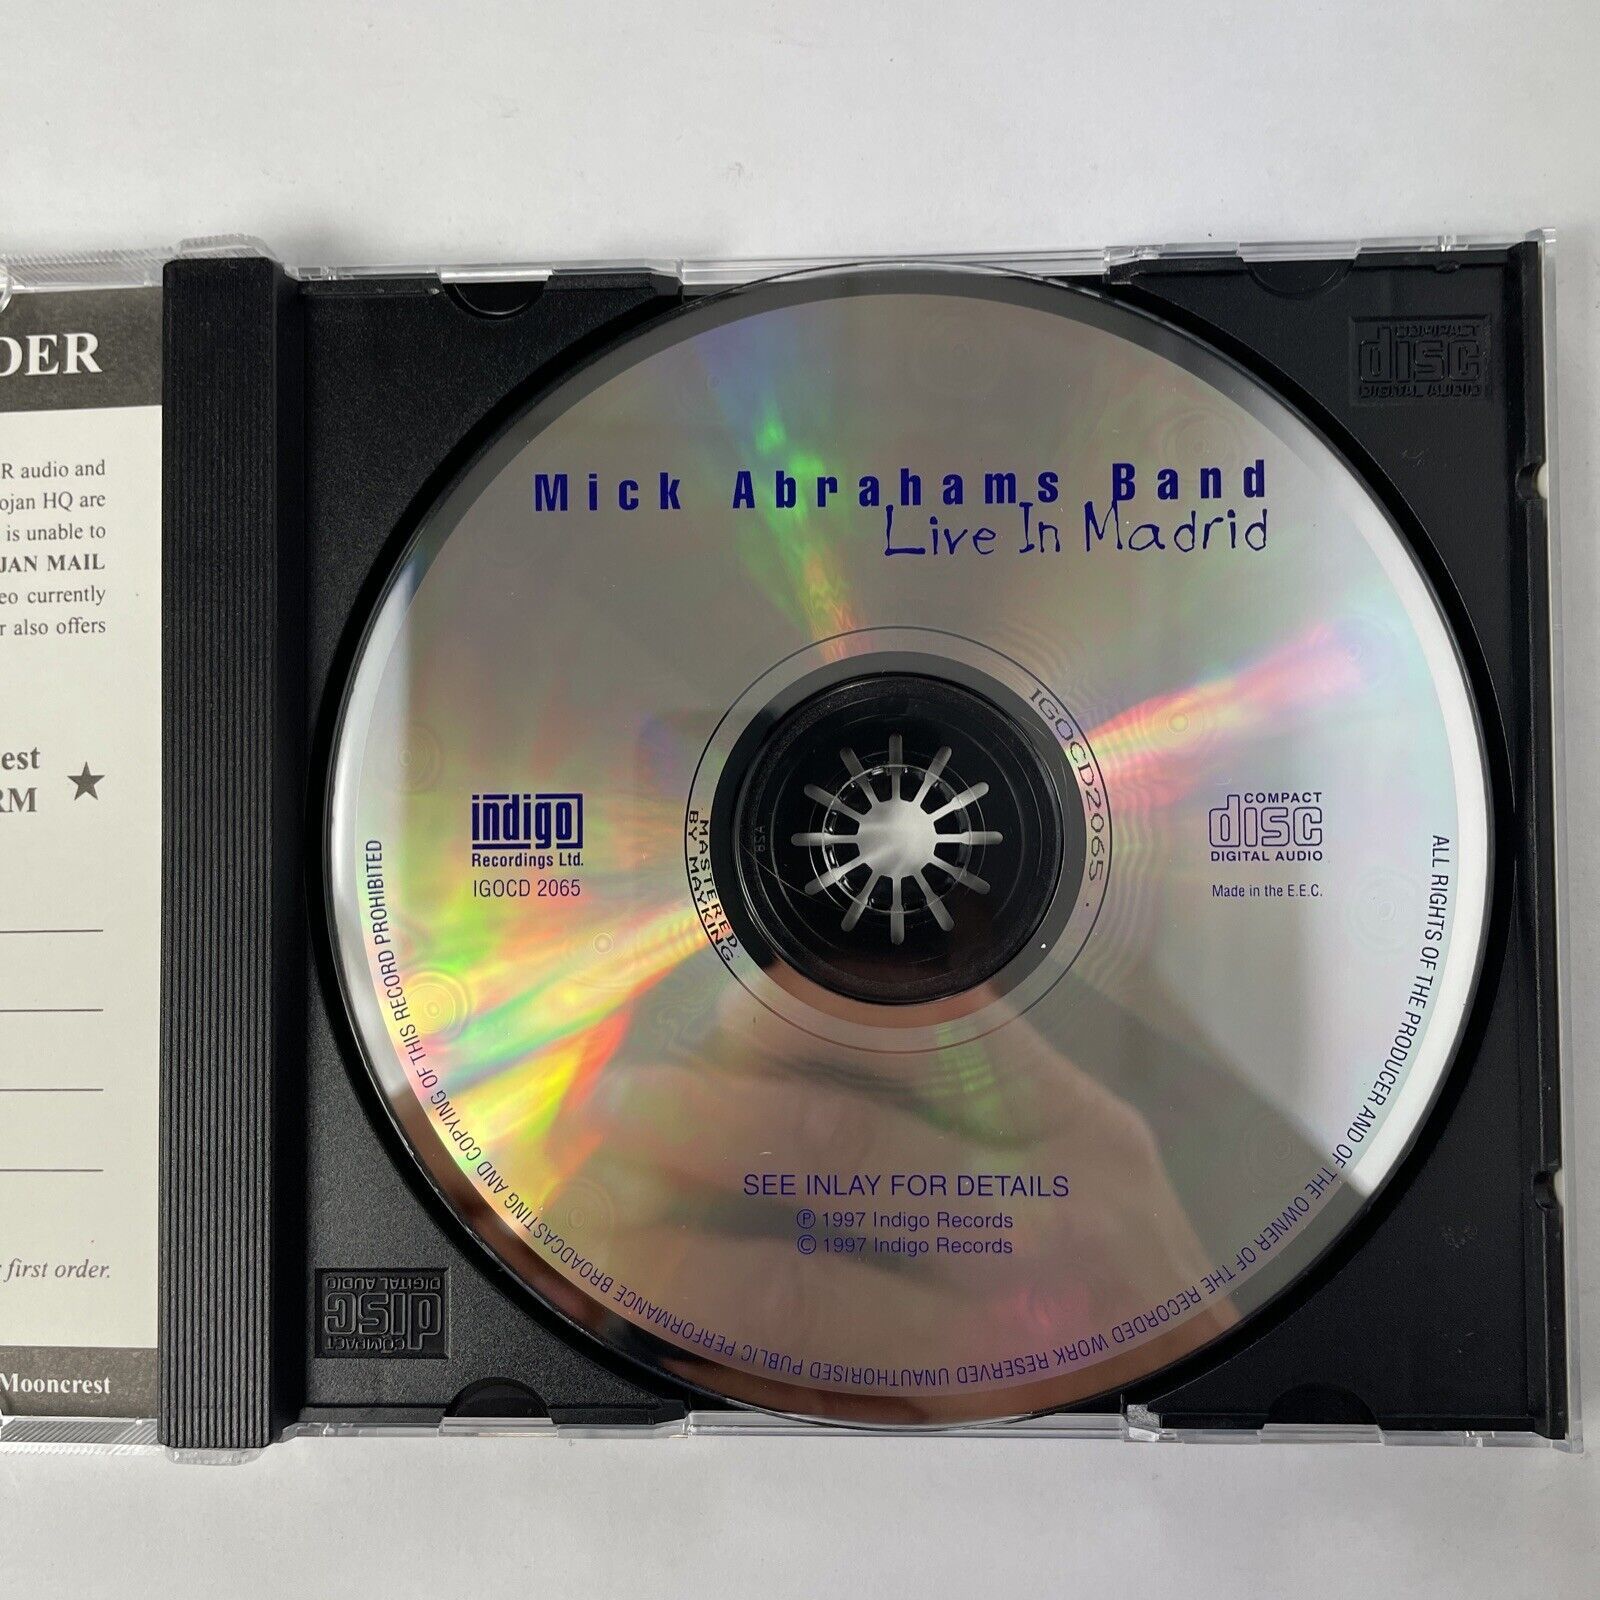 DER
R audio and
ojan HQ are
is unable to
JAN MAIL
eo currently
r also offers
est
RM
first order.
Mooncrest
COMPACT
disc
DIGITAL AUDIO
Mick Abrahams Band
Live In Madrid
IGOCD2065
MASTERED
BY MAYKING
A28
indigo
Recordings Ltd.
IGOCD 2065
COMPACT
disc
DIGITAL AUDIO
Made in the E.E.C.
SEE INLAY FOR DETAILS
℗ 1997 Indigo Records
© 1997 Indigo Records
ALL RIGHTS OF THE PRODUCER AND OF THE OWNER OF THE RECORDED WORK RESERVED UNAUTHORISED PUBLIC PERFORMANCE BROADCASTING AND COPYING OF THIS RECORD PROHIBITED
COMPACT
disc
DIGITAL AUDIO